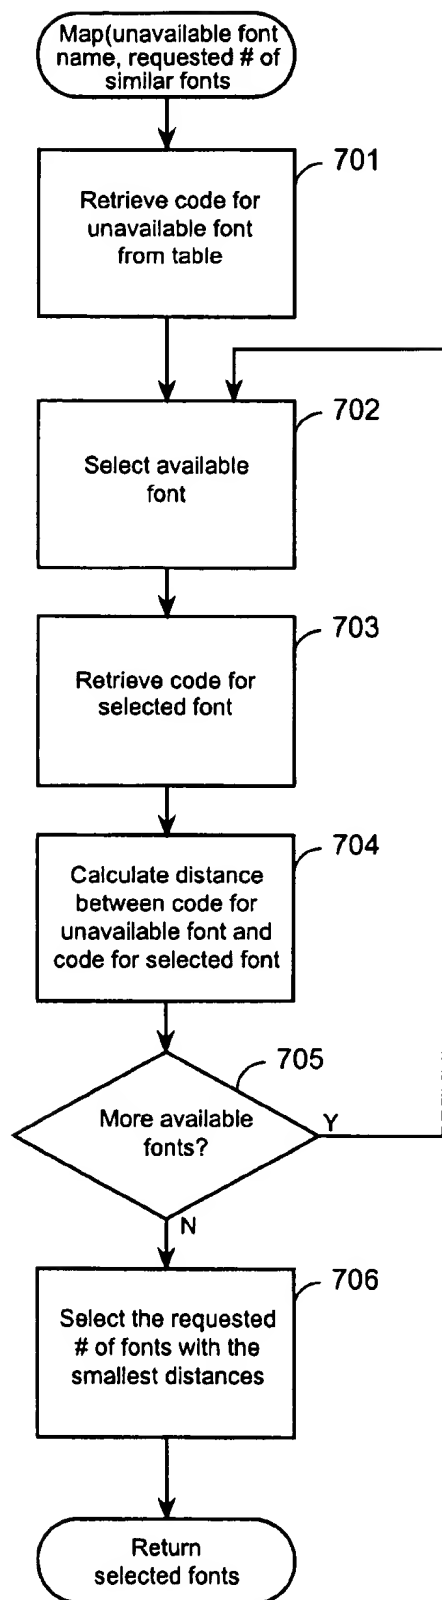 Map(unavailable font
name, requested # of
similar fonts
701
Retrieve code for
unavailable font
from table
702
Select available
font
703
Retrieve code for
selected font
704
Calculate distance
between code for
unavailable font and
code for selected font
705
More available
fonts?
Y
N
706
Select the requested
# of fonts with the
smallest distances
Return
selected fonts